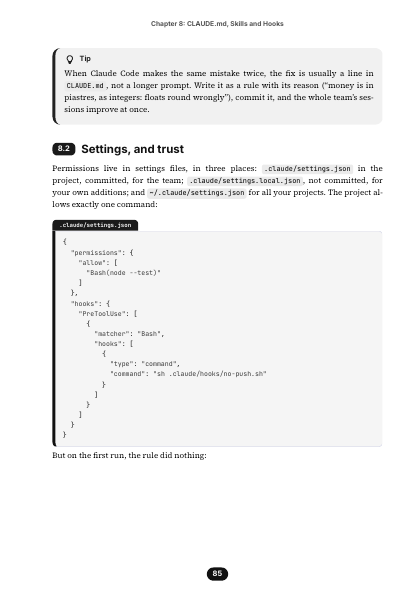 Chapter 8: CLAUDE.md, Skills and Hooks
Tip
When Claude Code makes the same mistake twice, the fix is usually a line in
CLAUDE.md, not a longer prompt. Write it as a rule with its reason (“money is in
piastres, as integers: floats round wrongly”), commit it, and the whole team’s ses-
sions improve at once.
8.2 Settings, and trust
Permissions live in settings files, in three places: .claude/settings.json in the
project, committed, for the team; .claude/settings.local.json, not committed, for
your own additions; and ~/.claude/settings.json for all your projects. The project al-
lows exactly one command:
.claude/settings.json
{
  "permissions": {
    "allow": [
      "Bash(node --test)"
    ]
  },
  "hooks": {
    "PreToolUse": [
      {
        "matcher": "Bash",
        "hooks": [
          {
            "type": "command",
            "command": "sh .claude/hooks/no-push.sh"
          }
        ]
      }
    ]
  }
}
But on the first run, the rule did nothing:
85